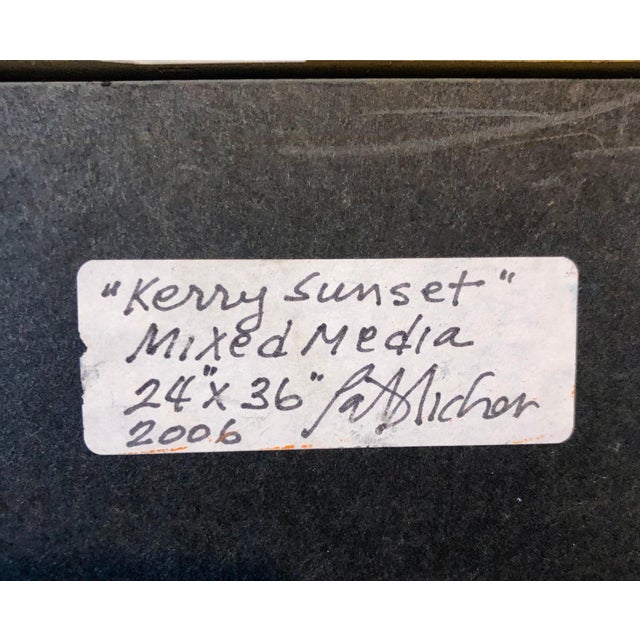 "Kerry Sunset"
Mixed Media
24" x 36"
2006